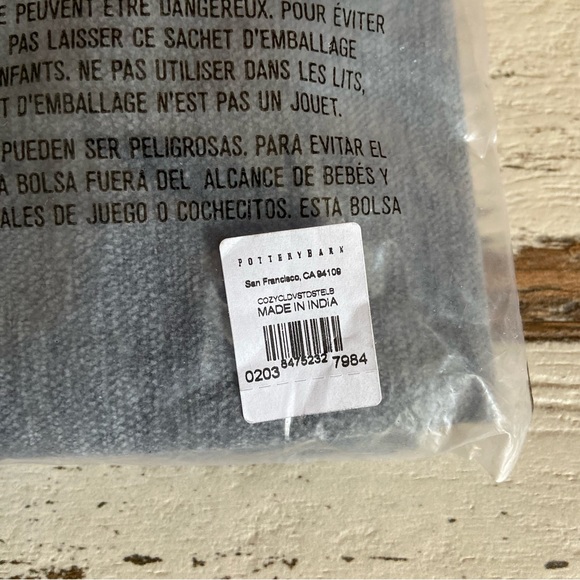 E PEUVENT ÊTRE DANGEREUX. POUR ÉVITER
PAS LAISSER CE SACHET D'EMBALLAGE
NFANTS. NE PAS UTILISER DANS LES LITS,
T D'EMBALLAGE N'EST PAS UN JOUET.
PUEDEN SER PELIGROSAS. PARA EVITAR EL
A BOLSA FUERA DEL ALCANCE DE BEBÉS Y
ALES DE JUEGO O COCHECITOS. ESTA BOLSA
POTTERY BARN
San Francisco, CA 94109
COZYCLDVSTDSTELB
MADE IN INDIA
0203 8475232 7984